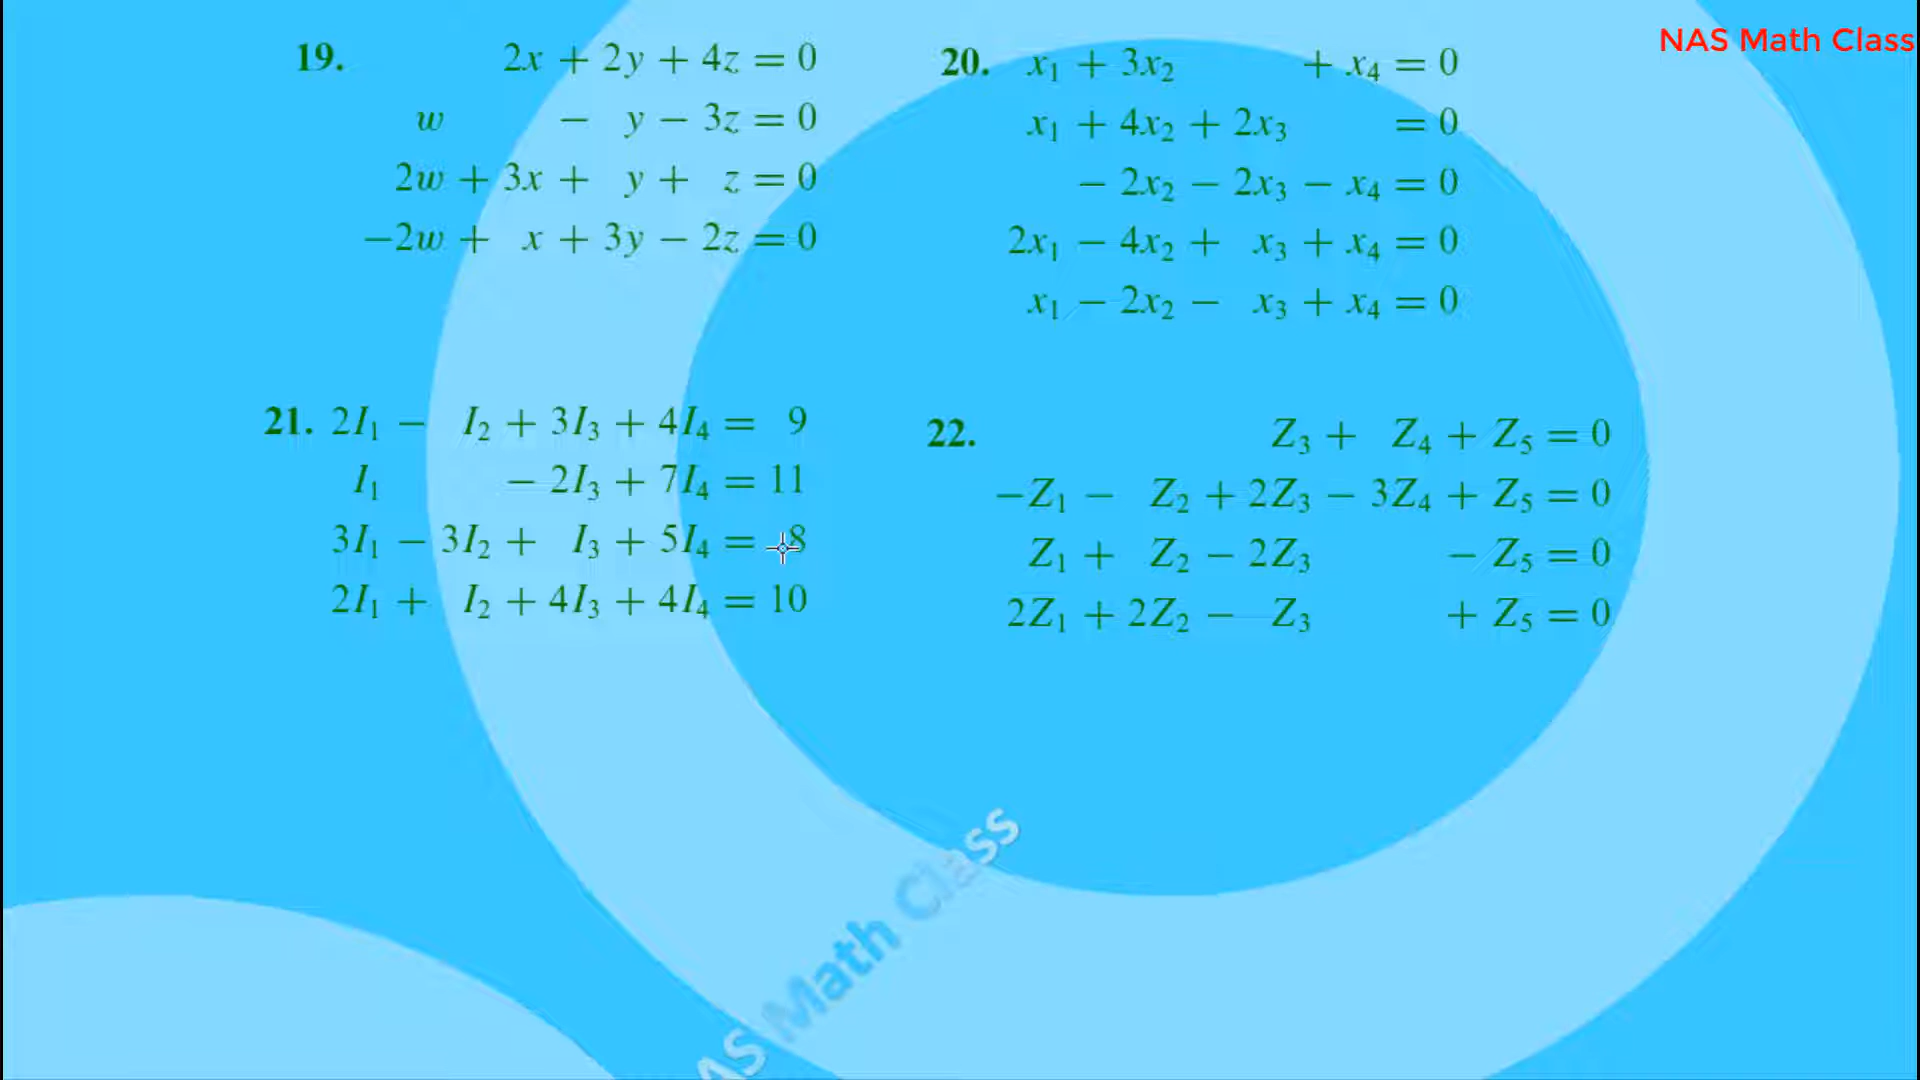 NAS Math Class
19. 2x + 2y + 4z = 0
w − y − 3z = 0
2w + 3x + y + z = 0
−2w + x + 3y − 2z = 0
20. x₁ + 3x₂ + x₄ = 0
x₁ + 4x₂ + 2x₃ = 0
− 2x₂ − 2x₃ − x₄ = 0
2x₁ − 4x₂ + x₃ + x₄ = 0
x₁ − 2x₂ − x₃ + x₄ = 0
21. 2I₁ − I₂ + 3I₃ + 4I₄ = 9
I₁ − 2I₃ + 7I₄ = 11
3I₁ − 3I₂ + I₃ + 5I₄ = 8
2I₁ + I₂ + 4I₃ + 4I₄ = 10
22. Z₃ + Z₄ + Z₅ = 0
−Z₁ − Z₂ + 2Z₃ − 3Z₄ + Z₅ = 0
Z₁ + Z₂ − 2Z₃ − Z₅ = 0
2Z₁ + 2Z₂ − Z₃ + Z₅ = 0
AS Math Class